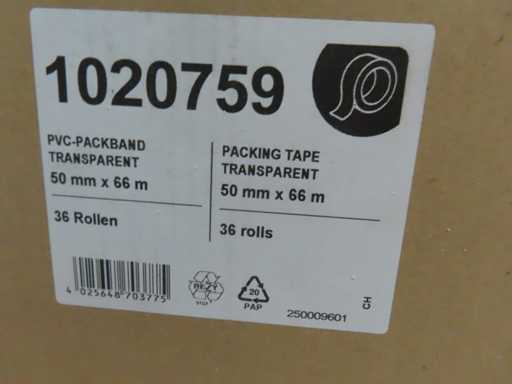 1020759
PVC-PACKBAND
TRANSPARENT
50 mm x 66 m
36 Rollen
PACKING TAPE
TRANSPARENT
50 mm x 66 m
36 rolls
4 025648 703775
RESY
20
PAP
250009601
CH